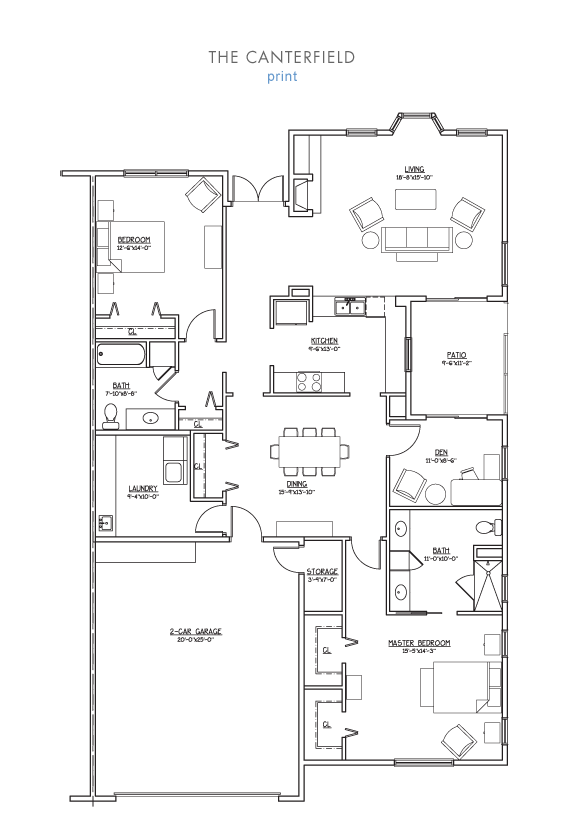 THE CANTERFIELD
print
LIVING
18'-8"x15'-10"
BEDROOM
12'-6"x14'-0"
CL
KITCHEN
9'-6"x13'-0"
PATIO
9'-6"x11'-2"
BATH
7'-10"x8'-8"
CL
DEN
11'-0"x8'-6"
CL
DINING
15'-9"x13'-10"
LAUNDRY
9'-4"x10'-0"
BATH
11'-0"x10'-0"
STORAGE
3'-9"x7'-0"
2-CAR GARAGE
20'-0"x25'-0"
MASTER BEDROOM
15'-5"x14'-3"
CL
CL